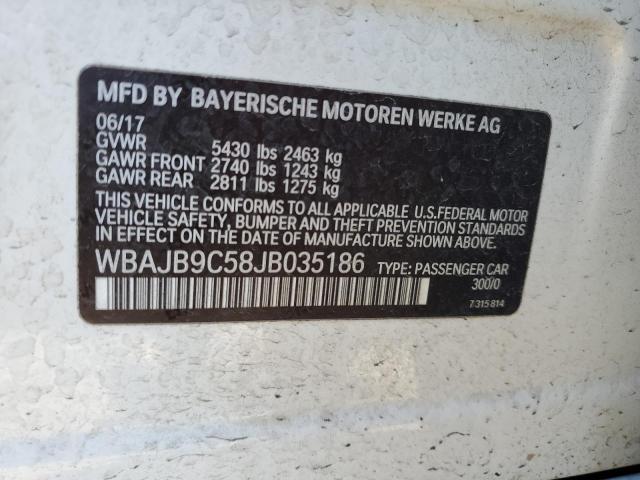 MFD BY BAYERISCHE MOTOREN WERKE AG
06/17
GVWR 5430 lbs 2463 kg
GAWR FRONT 2740 lbs 1243 kg
GAWR REAR 2811 lbs 1275 kg
THIS VEHICLE CONFORMS TO ALL APPLICABLE U.S.FEDERAL MOTOR
VEHICLE SAFETY, BUMPER AND THEFT PREVENTION STANDARDS
IN EFFECT ON THE DATE OF MANUFACTURE SHOWN ABOVE.
WBAJB9C58JB035186 TYPE: PASSENGER CAR
300/0
7 315 814